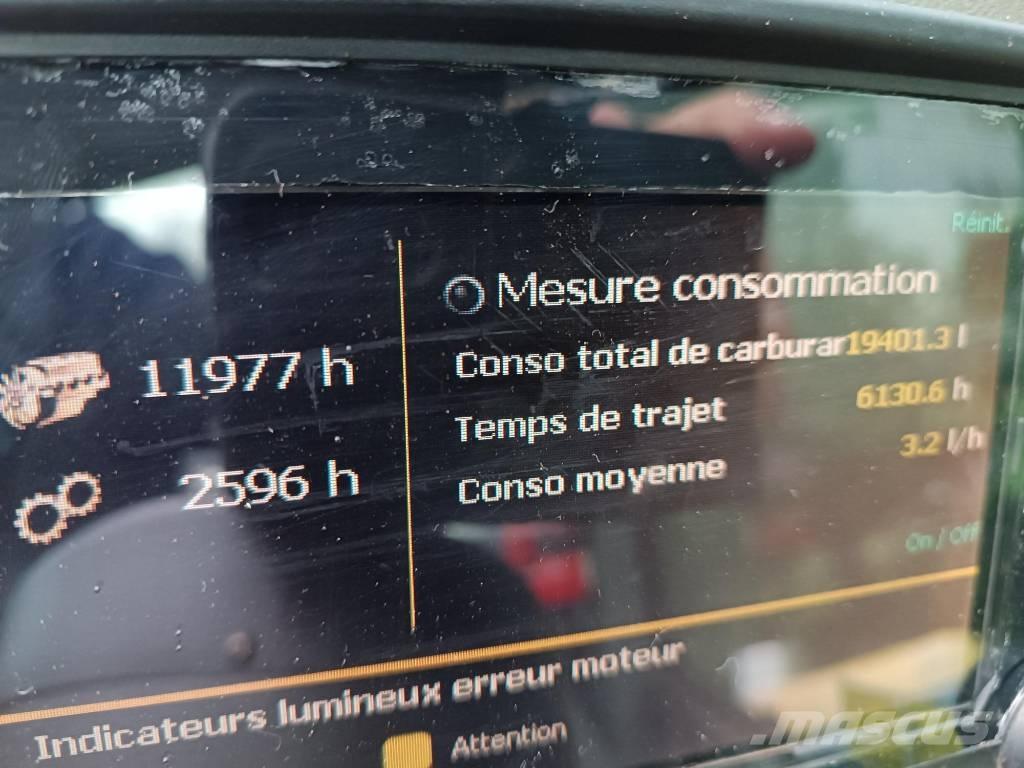 Réinit.
Mesure consommation
11977 h
Conso total de carburar19401.3 l
Temps de trajet 6130.6 h
2596 h
Conso moyenne 3.2 l/h
On / Off
Indicateurs lumineux erreur moteur
Attention
MASCUS